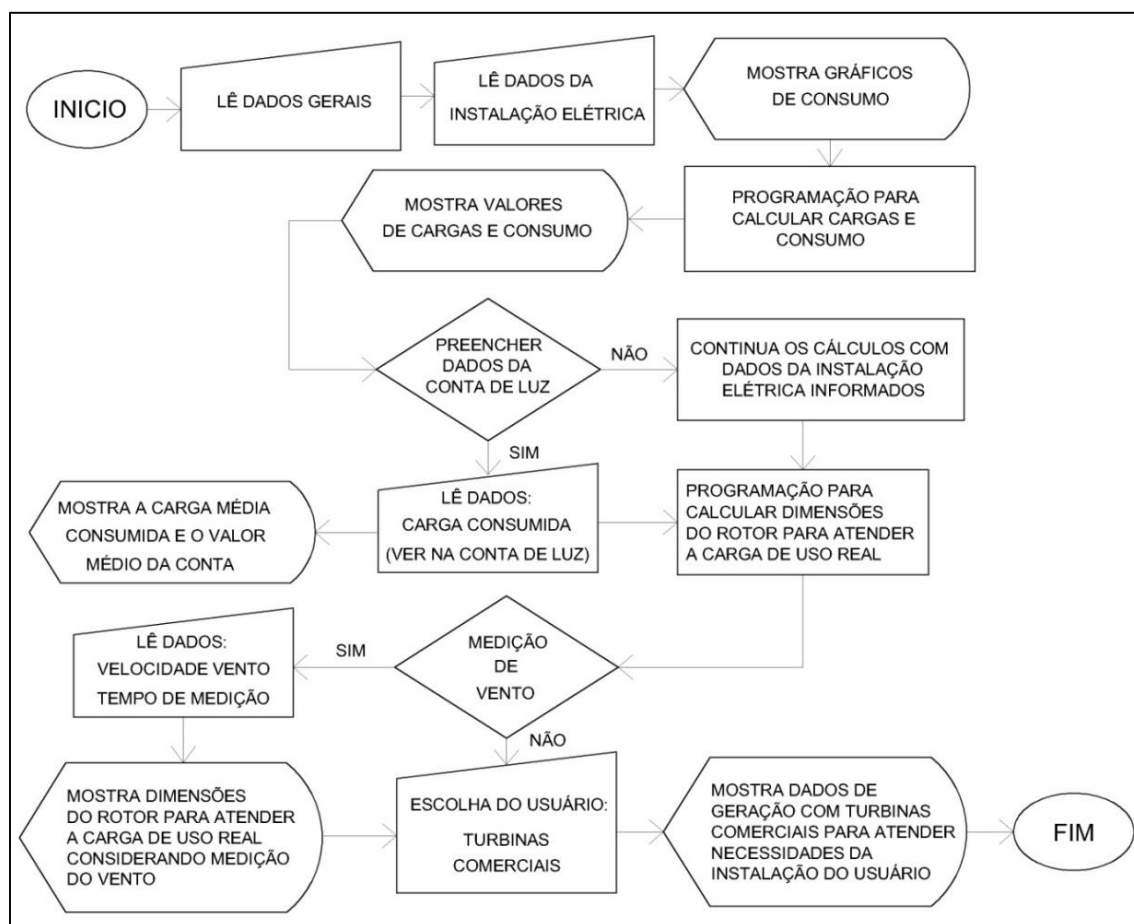 INICIO
LÊ DADOS GERAIS
LÊ DADOS DA
INSTALAÇÃO ELÉTRICA
MOSTRA GRÁFICOS
DE CONSUMO
PROGRAMAÇÃO PARA
CALCULAR CARGAS E
CONSUMO
MOSTRA VALORES
DE CARGAS E CONSUMO
PREENCHER
DADOS DA
CONTA DE LUZ
NÃO
CONTINUA OS CÁLCULOS COM
DADOS DA INSTALAÇÃO
ELÉTRICA INFORMADOS
SIM
LÊ DADOS:
CARGA CONSUMIDA
(VER NA CONTA DE LUZ)
MOSTRA A CARGA MÉDIA
CONSUMIDA E O VALOR
MÉDIO DA CONTA
PROGRAMAÇÃO PARA
CALCULAR DIMENSÕES
DO ROTOR PARA ATENDER
A CARGA DE USO REAL
MEDIÇÃO
DE
VENTO
SIM
LÊ DADOS:
VELOCIDADE VENTO
TEMPO DE MEDIÇÃO
NÃO
MOSTRA DIMENSÕES
DO ROTOR PARA ATENDER
A CARGA DE USO REAL
CONSIDERANDO MEDIÇÃO
DO VENTO
ESCOLHA DO USUÁRIO:
TURBINAS
COMERCIAIS
MOSTRA DADOS DE
GERAÇÃO COM TURBINAS
COMERCIAIS PARA ATENDER
NECESSIDADES DA
INSTALAÇÃO DO USUÁRIO
FIM